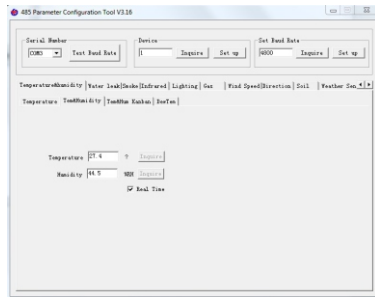 485 Parameter Configuration Tool V3.16
Serial Number Device Set Baud Rate
COM3 Test Baud Rate 1 Inquire Set up 4800 Inquire Set up
Temperature&humidity Water leak|Smoke|Infrared Lighting Gas Wind Speed|Direction Soil Weather Sen
Temperature Tem&Humidity Tem&Hum Kanban
Temperature 27.4 Inquire
Humidity 44.5 %RH Inquire
Real Time